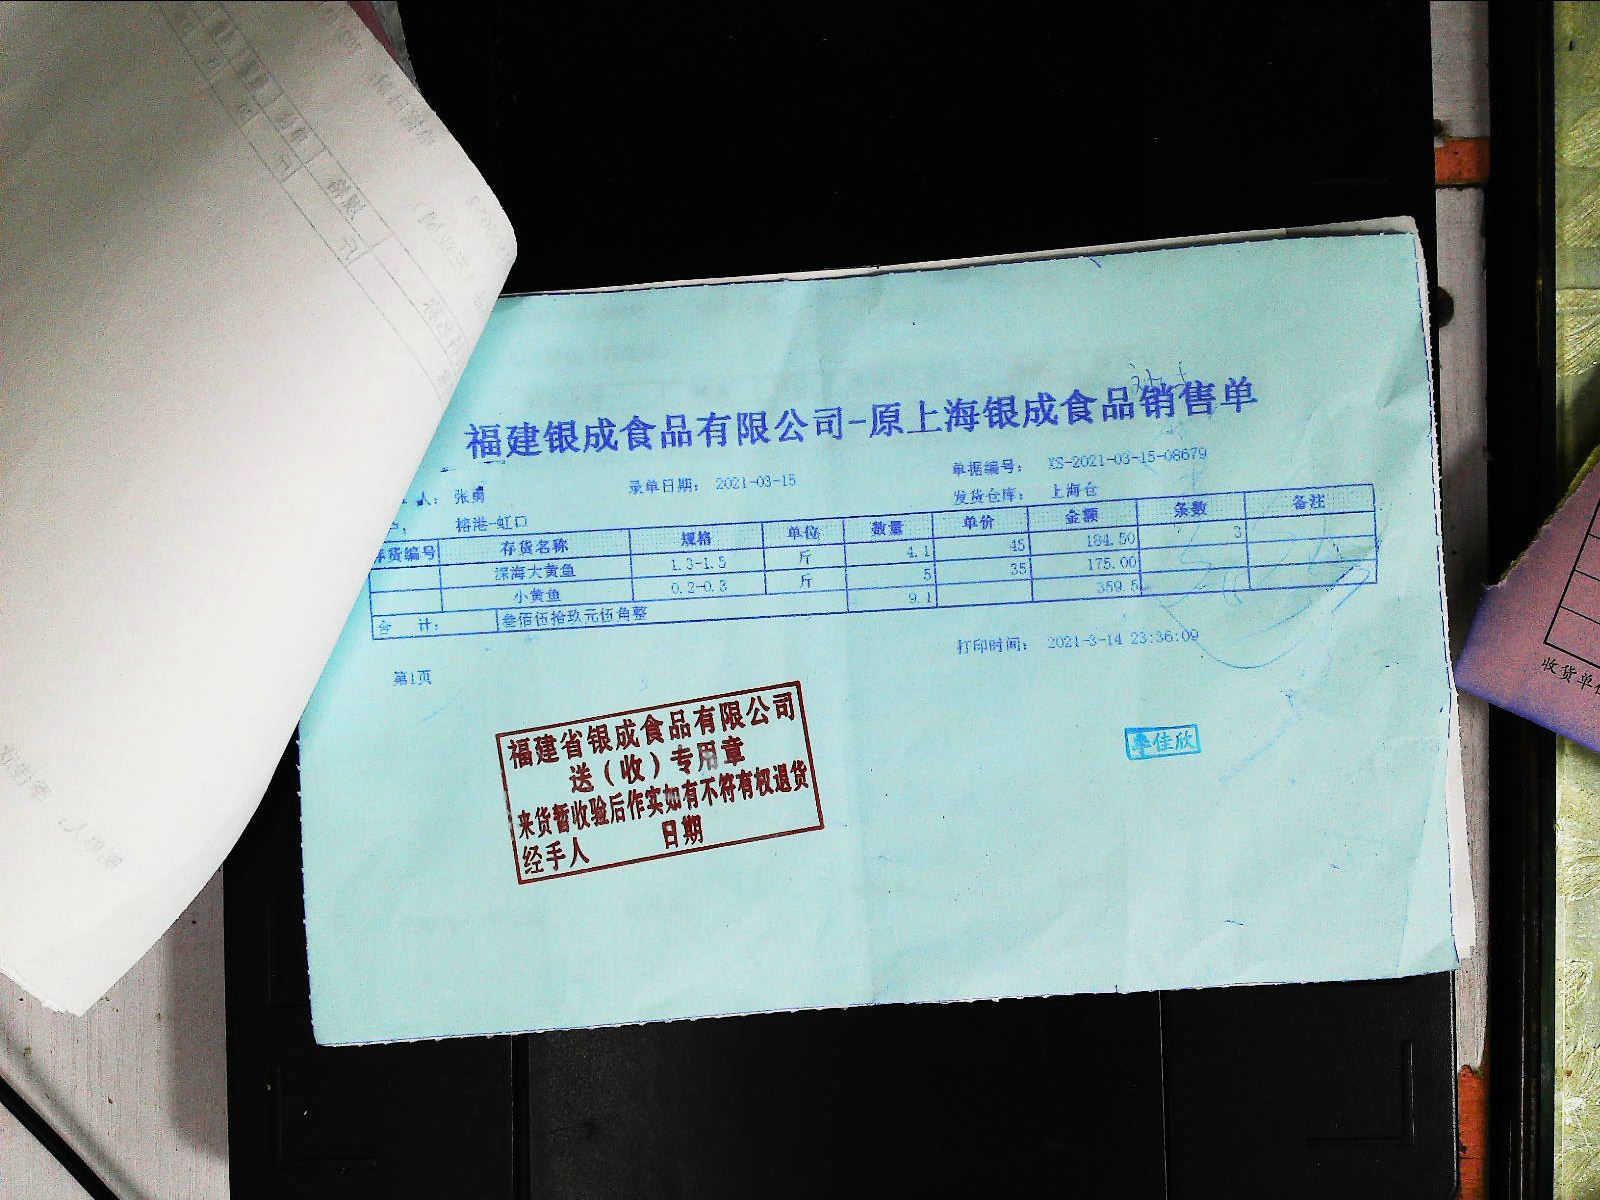 福建银成食品有限公司-原上海银成食品销售单
人: 张勇 录单日期: 2021-03-15 单据编号: XS-2021-03-15-08679
榕港-虹口 发货仓库: 上海仓
存货编号 存货名称 规格 单位 数量 单价 金额 条数 备注
深海大黄鱼 1.3-1.5 斤 4.1 45 184.50 3
小黄鱼 0.2-0.3 斤 5 35 175.00
合 计: 叁佰伍拾玖元伍角整 9.1 359.5
打印时间: 2021-3-14 23:36:09
第1页
福建省银成食品有限公司
送(收)专用章
来货暂收验后作实如有不符有权退货
经手人 日期
佳欣
收货单